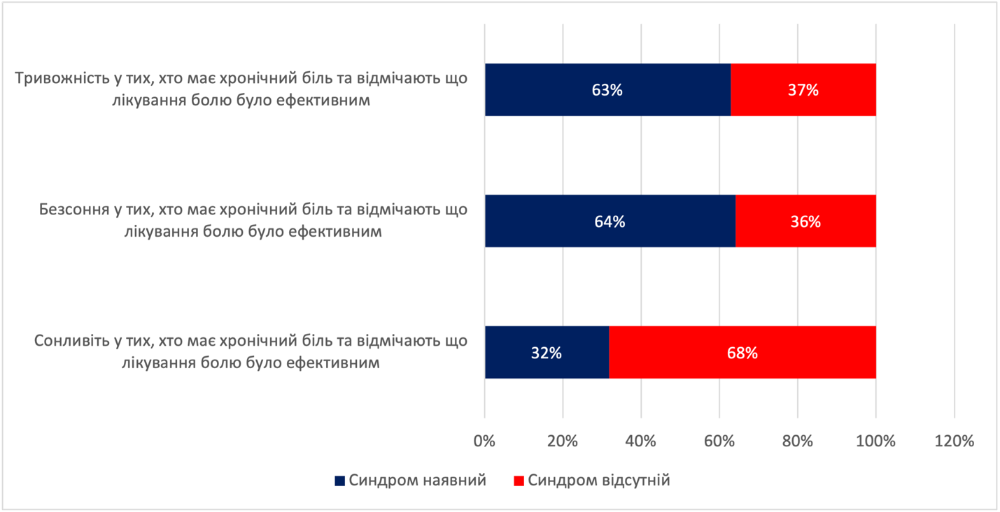 Тривожність у тих, хто має хронічний біль та відмічають що
лікування болю було ефективним
63%
37%
Безсоння у тих, хто має хронічний біль та відмічають що
лікування болю було ефективним
64%
36%
Сонливіть у тих, хто має хронічний біль та відмічають що
лікування болю було ефективним
32%
68%
0%
20%
40%
60%
80%
100%
120%
Синдром наявний
Синдром відсутній